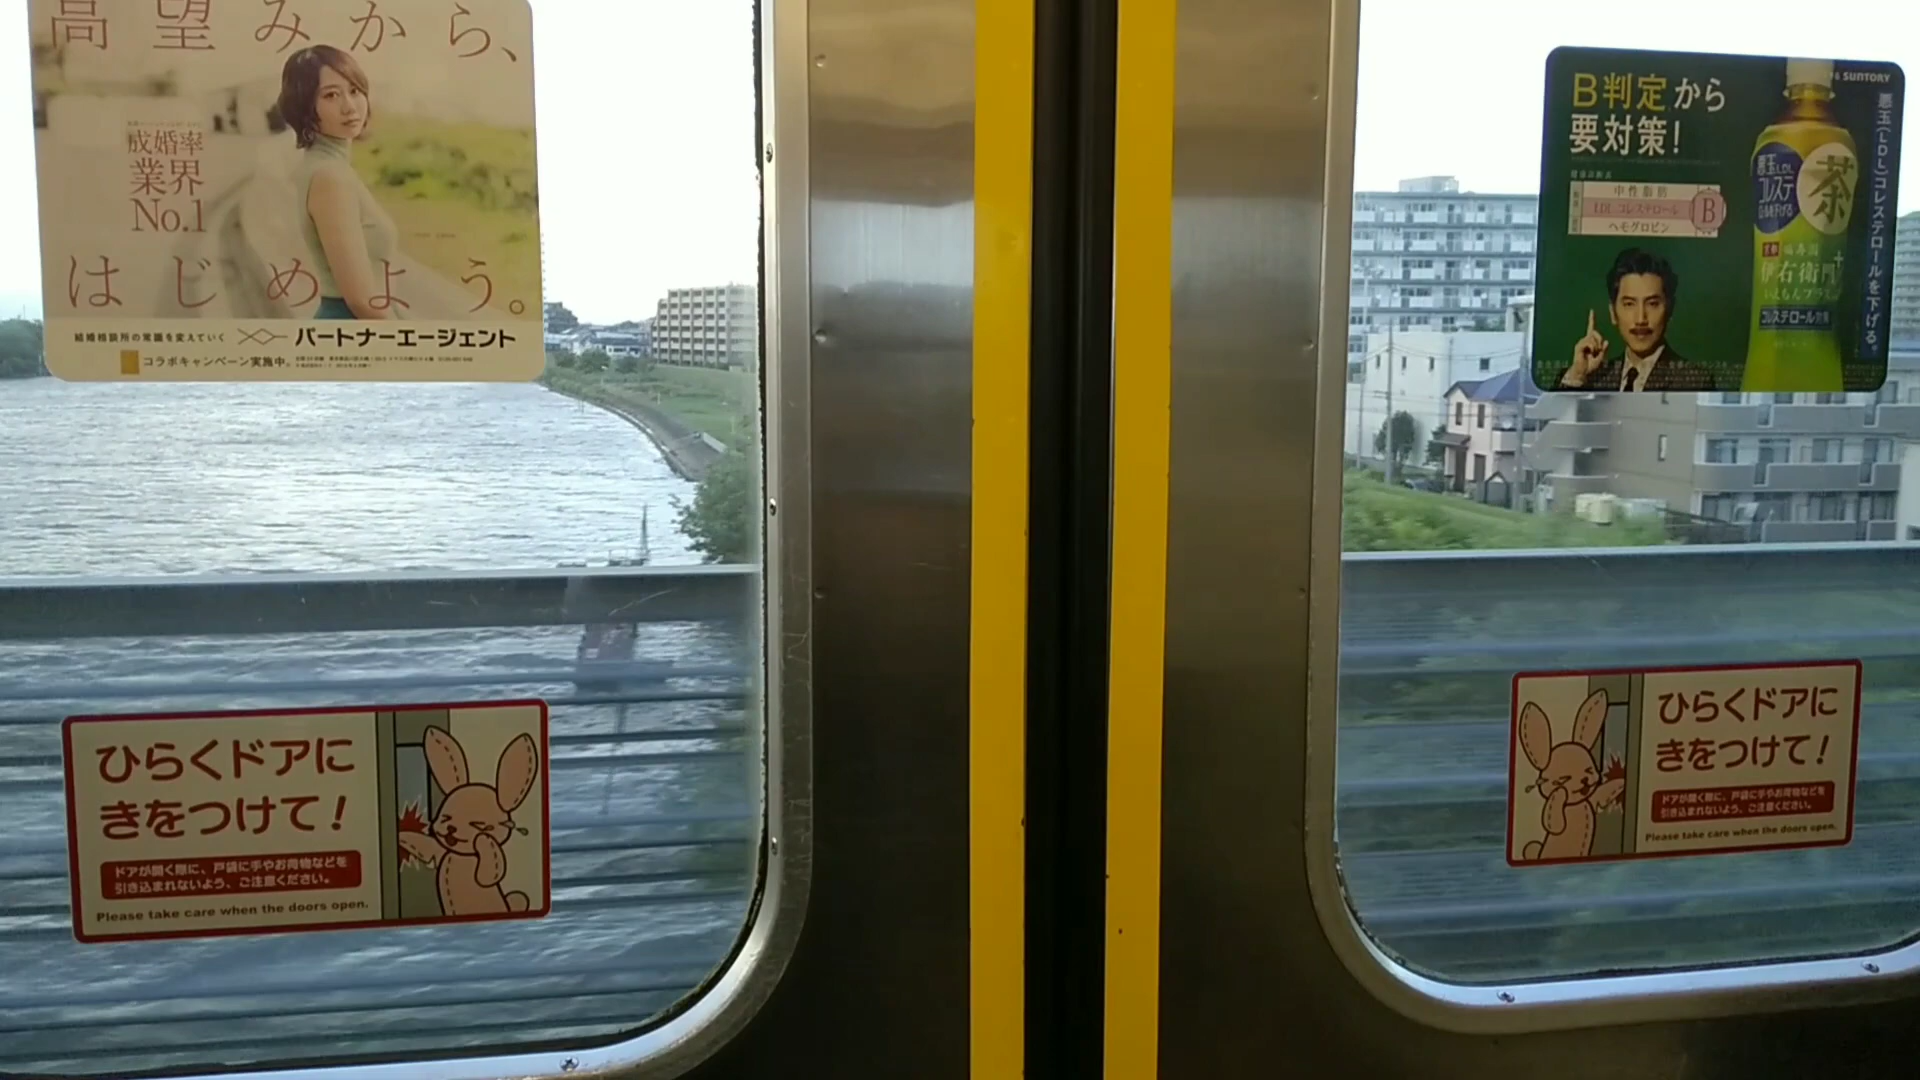 高望みから、
成婚率
業界
No.1
はじめよう。
結婚相談所の常識を変えていく
パートナーエージェント
コラボキャンペーン実施中。
ひらくドアに
きをつけて!
ドアが開く際に、戸袋に手やお荷物などを
引き込まれないよう、ご注意ください。
Please take care when the doors open.
SUNTORY
B判定から
要対策!
中性脂肪
LDLコレステロール
B
ヘモグロビン
悪玉LDL
コレステ
茶
伊右衛門
コレステロール対策
悪玉(LDL)コレステロールを下げる。
ひらくドアに
きをつけて!
ドアが開く際に、戸袋に手やお荷物などを
引き込まれないよう、ご注意ください。
Please take care when the doors open.